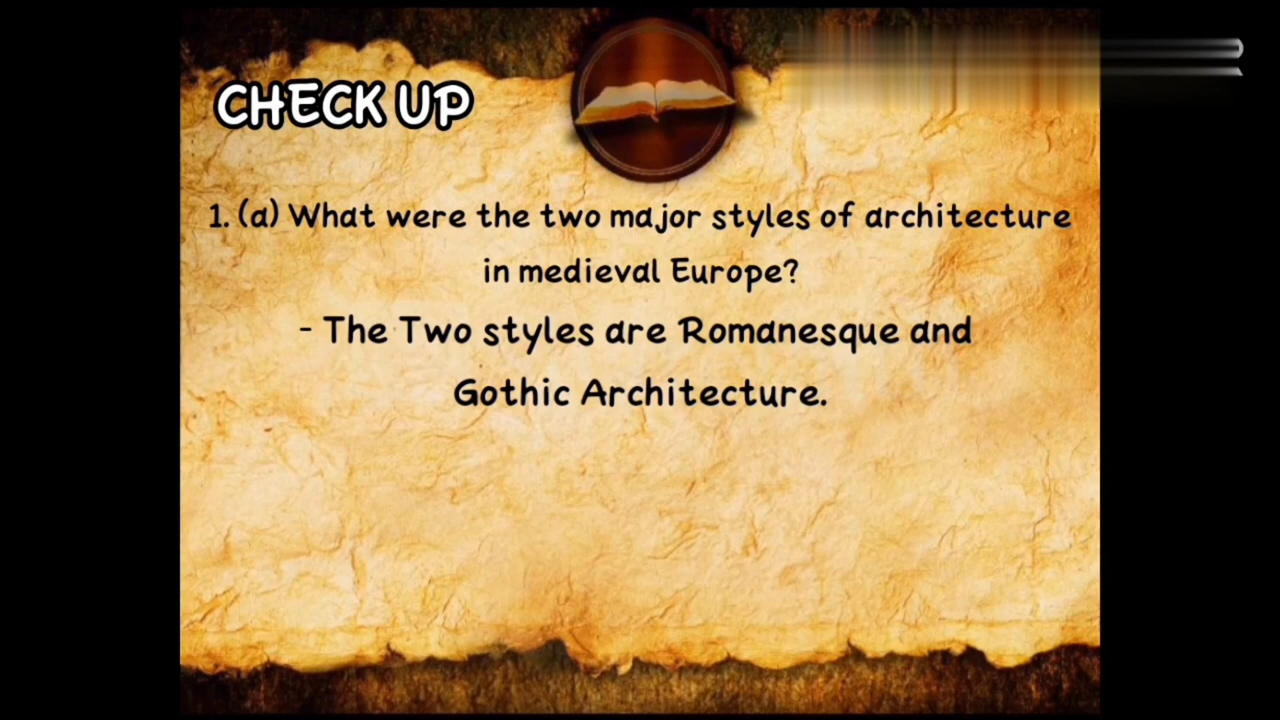 CHECK UP
1. (a) What were the two major styles of architecture
in medieval Europe?
- The Two styles are Romanesque and
Gothic Architecture.